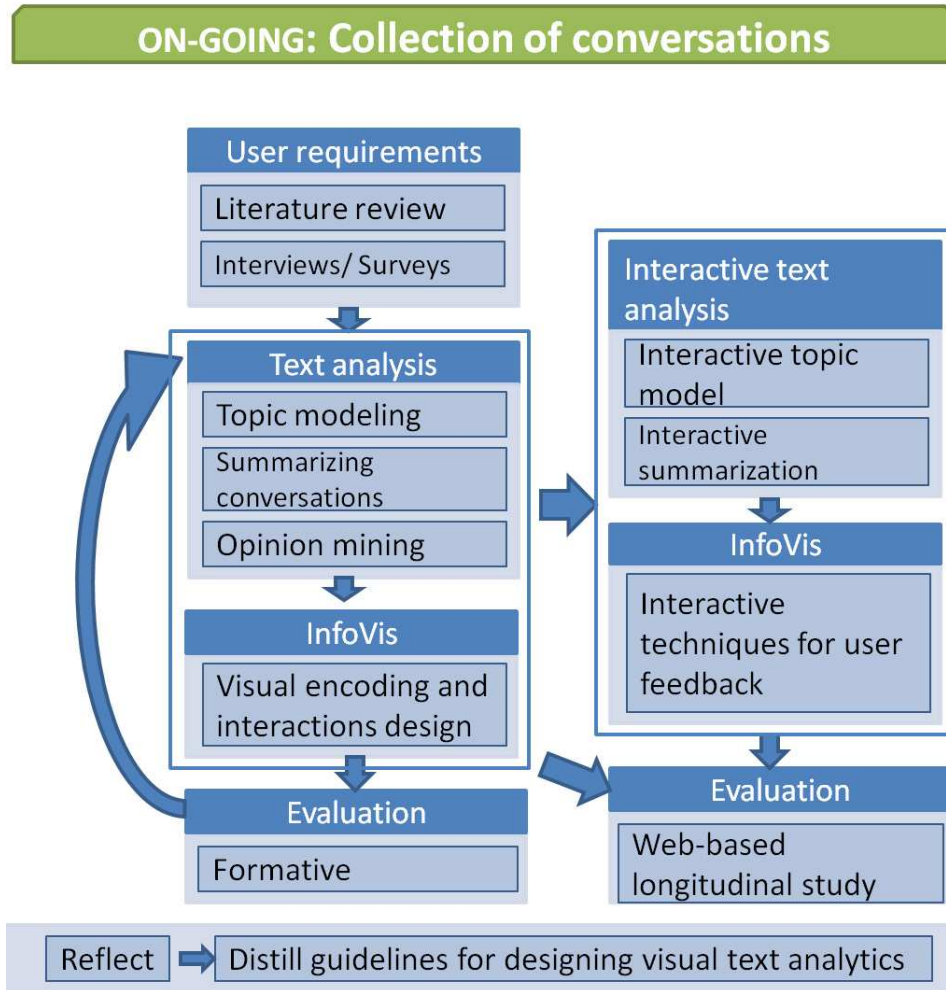 ON-GOING: Collection of conversations
User requirements
Literature review
Interviews/ Surveys
Text analysis
Topic modeling
Summarizing
conversations
Opinion mining
InfoVis
Visual encoding and
interactions design
Evaluation
Formative
Interactive text
analysis
Interactive topic
model
Interactive
summarization
InfoVis
Interactive
techniques for user
feedback
Evaluation
Web-based
longitudinal study
Reflect
Distill guidelines for designing visual text analytics